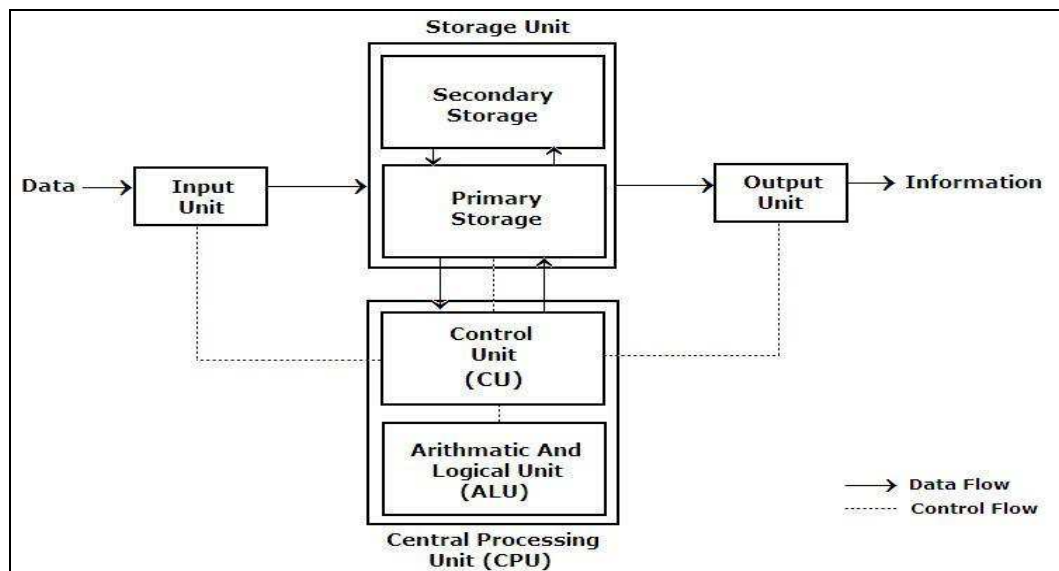 Storage Unit
Secondary
Storage
Data
Input
Unit
Primary
Storage
Output
Unit
Information
Control
Unit
(CU)
Arithmatic And
Logical Unit
(ALU)
Data Flow
Control Flow
Central Processing
Unit (CPU)